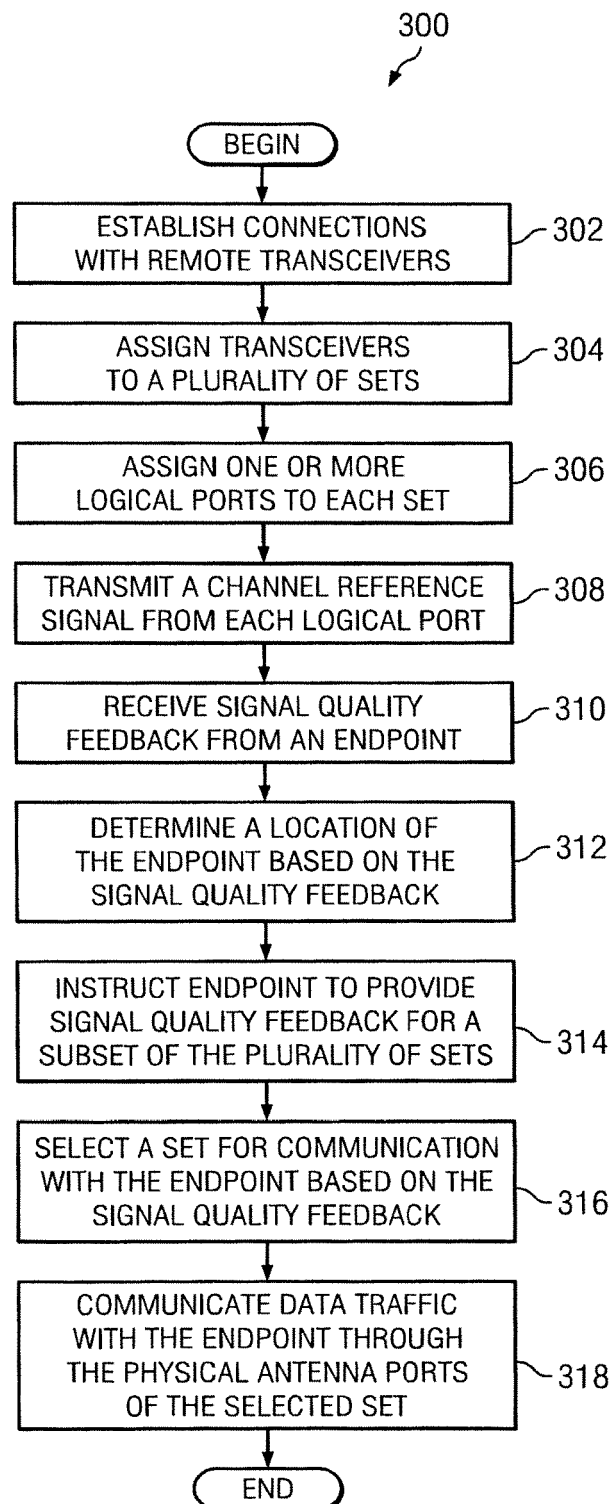 300
BEGIN
ESTABLISH CONNECTIONS
WITH REMOTE TRANSCEIVERS
302
ASSIGN TRANSCEIVERS
TO A PLURALITY OF SETS
304
ASSIGN ONE OR MORE
LOGICAL PORTS TO EACH SET
306
TRANSMIT A CHANNEL REFERENCE
SIGNAL FROM EACH LOGICAL PORT
308
RECEIVE SIGNAL QUALITY
FEEDBACK FROM AN ENDPOINT
310
DETERMINE A LOCATION OF
THE ENDPOINT BASED ON THE
SIGNAL QUALITY FEEDBACK
312
INSTRUCT ENDPOINT TO PROVIDE
SIGNAL QUALITY FEEDBACK FOR A
SUBSET OF THE PLURALITY OF SETS
314
SELECT A SET FOR COMMUNICATION
WITH THE ENDPOINT BASED ON THE
SIGNAL QUALITY FEEDBACK
316
COMMUNICATE DATA TRAFFIC
WITH THE ENDPOINT THROUGH
THE PHYSICAL ANTENNA PORTS
OF THE SELECTED SET
318
END